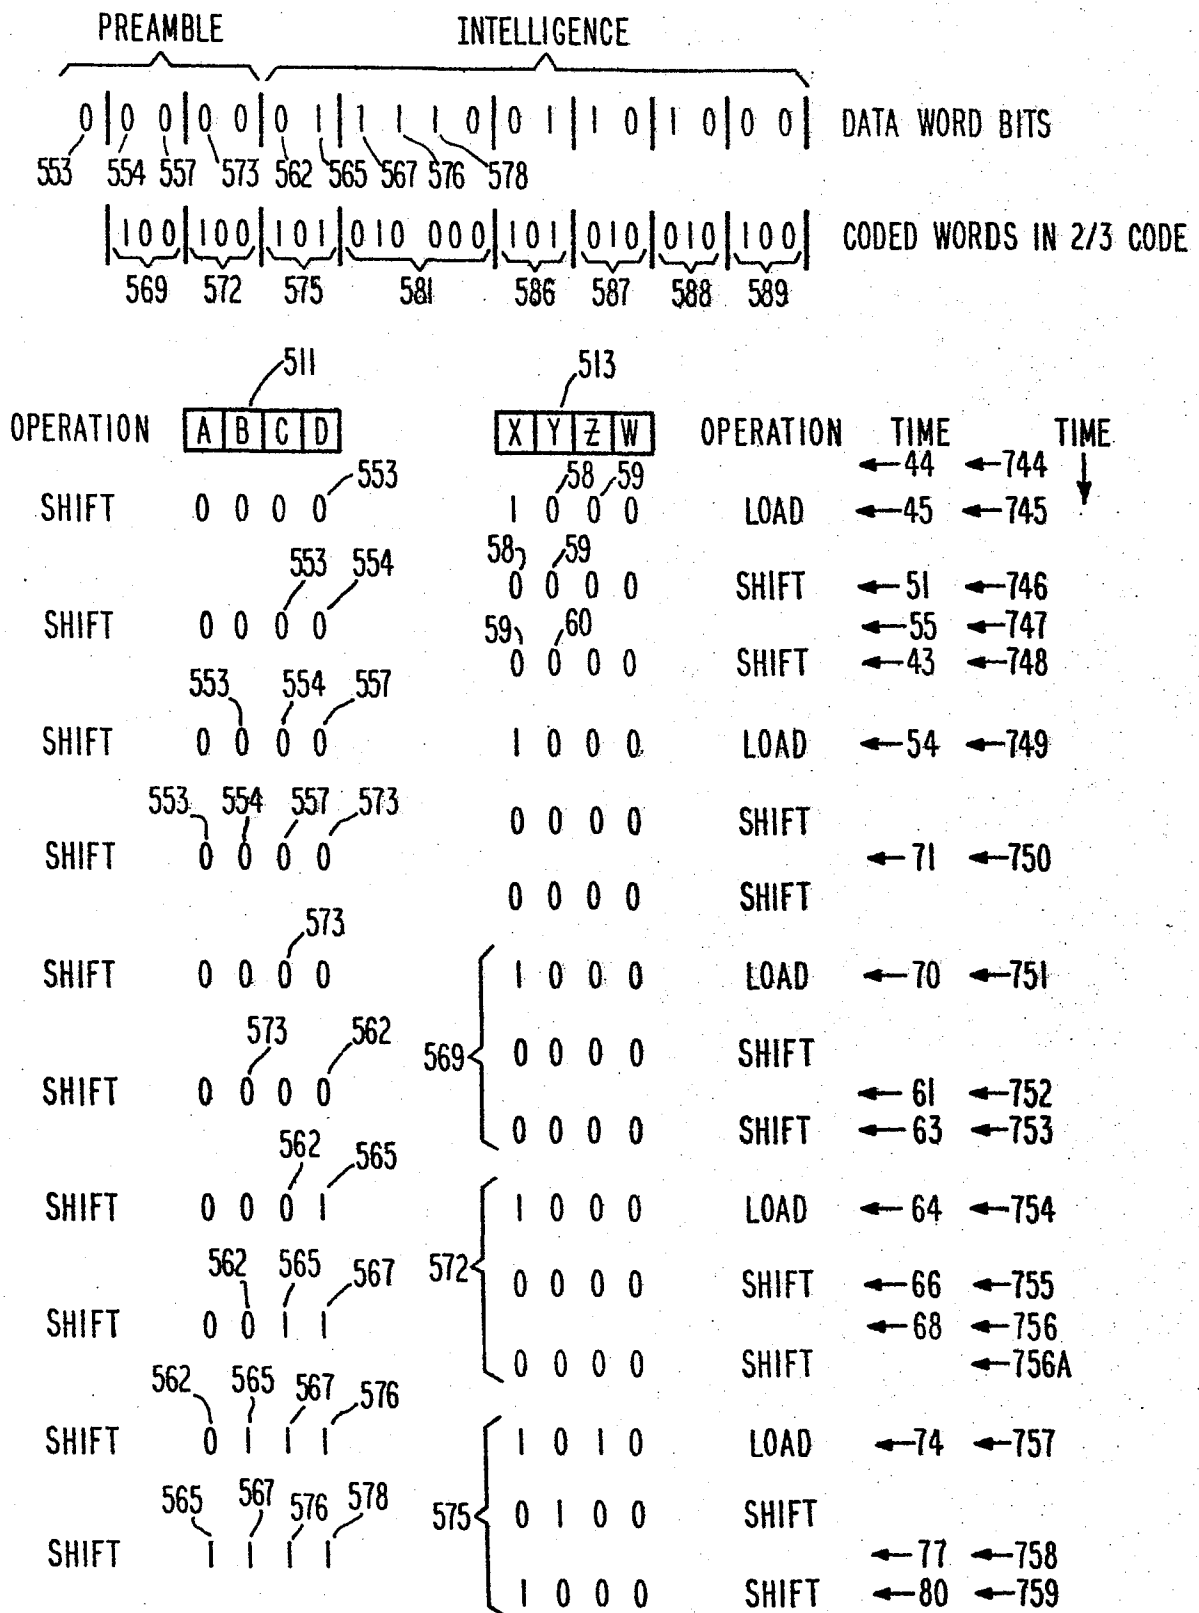 PREAMBLE INTELLIGENCE
0 | 0 0 | 0 0 | 0 1 | 1 1 1 0 | 0 1 | 1 0 | 1 0 | 0 0 | DATA WORD BITS
553 554 557 573 562 565 567 576 578
| 100 | 100 | 101 | 010 000 | 101 | 010 | 010 | 100 | CODED WORDS IN 2/3 CODE
569 572 575 581 586 587 588 589
511 513
OPERATION A B C D X Y Z W OPERATION TIME TIME
44 744
553 58 59
SHIFT 0 0 0 0 1 0 0 0 LOAD 45 745
553 554 58 59
0 0 0 0 SHIFT 51 746
SHIFT 0 0 0 0 59 60 55 747
0 0 0 0 SHIFT 43 748
553 554 557
SHIFT 0 0 0 0 1 0 0 0 LOAD 54 749
553 554 557 573
0 0 0 0 SHIFT
SHIFT 0 0 0 0 71 750
0 0 0 0 SHIFT
573
SHIFT 0 0 0 0 1 0 0 0 LOAD 70 751
573 562
569 0 0 0 0 SHIFT
SHIFT 0 0 0 0 61 752
0 0 0 0 SHIFT 63 753
562 565
SHIFT 0 0 0 1 1 0 0 0 LOAD 64 754
562 565 567 572
0 0 0 0 SHIFT 66 755
SHIFT 0 0 1 1 68 756
0 0 0 0 SHIFT 756A
562 565 567 576
SHIFT 0 1 1 1 1 0 1 0 LOAD 74 757
565 567 576 578
575 0 1 0 0 SHIFT
SHIFT 1 1 1 1 77 758
1 0 0 0 SHIFT 80 759